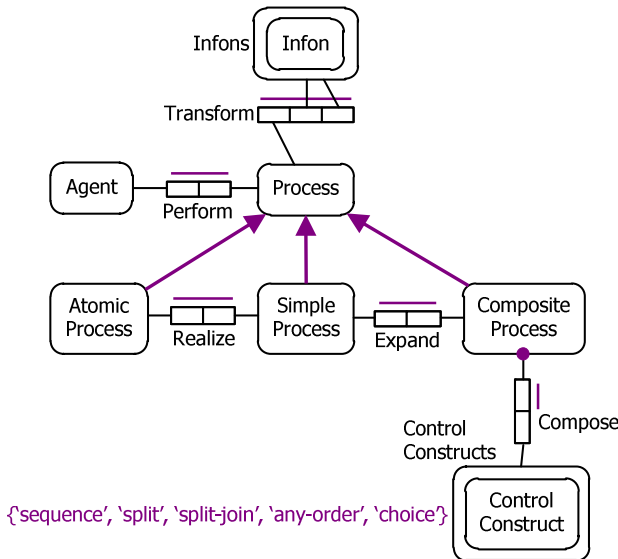 Infons
Infon
Transform
Agent
Perform
Process
Atomic
Process
Realize
Simple
Process
Expand
Composite
Process
Compose
Control
Constructs
{‘sequence’, ‘split’, ‘split-join’, ‘any-order’, ‘choice’}
Control
Construct